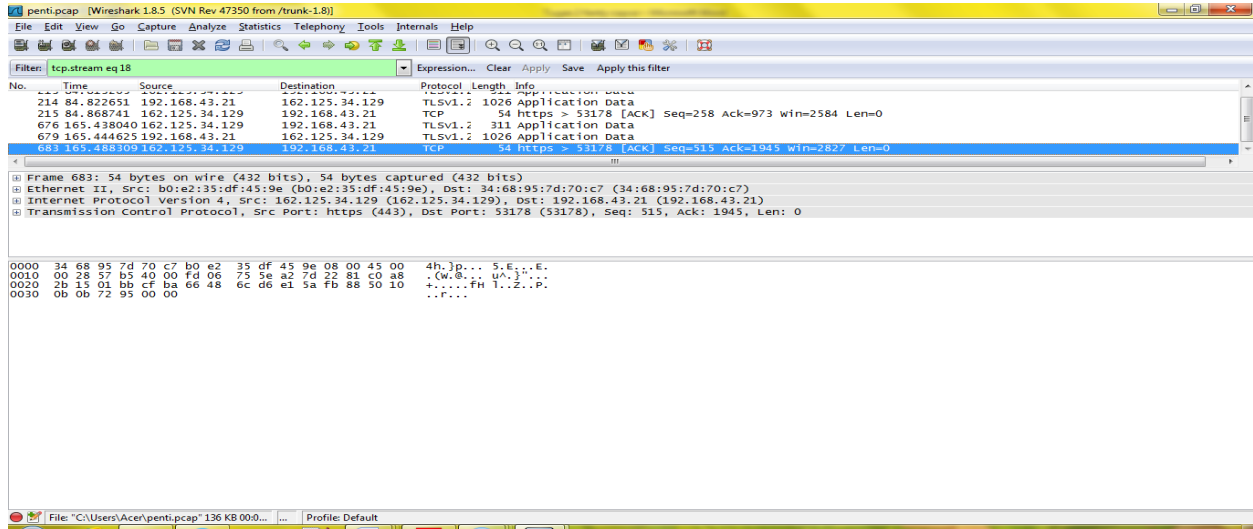 penti.pcap [Wireshark 1.8.5 (SVN Rev 47350 from /trunk-1.8)]
File Edit View Go Capture Analyze Statistics Telephony Tools Internals Help
Filter: tcp.stream eq 18 Expression... Clear Apply Save Apply this filter
No. Time Source Destination Protocol Length Info
214 84.822651 192.168.43.21 162.125.34.129 TLSv1.2 1026 Application Data
215 84.868741 162.125.34.129 192.168.43.21 TCP 54 https > 53178 [ACK] Seq=258 Ack=973 Win=2584 Len=0
676 165.438040 162.125.34.129 192.168.43.21 TLSv1.2 311 Application Data
679 165.444625 192.168.43.21 162.125.34.129 TLSv1.2 1026 Application Data
683 165.488309 162.125.34.129 192.168.43.21 TCP 54 https > 53178 [ACK] Seq=515 Ack=1945 Win=2827 Len=0
Frame 683: 54 bytes on wire (432 bits), 54 bytes captured (432 bits)
Ethernet II, Src: b0:e2:35:df:45:9e (b0:e2:35:df:45:9e), Dst: 34:68:95:7d:70:c7 (34:68:95:7d:70:c7)
Internet Protocol Version 4, Src: 162.125.34.129 (162.125.34.129), Dst: 192.168.43.21 (192.168.43.21)
Transmission Control Protocol, Src Port: https (443), Dst Port: 53178 (53178), Seq: 515, Ack: 1945, Len: 0
0000 34 68 95 7d 70 c7 b0 e2 35 df 45 9e 08 00 45 00 4h.}p... 5.E...E.
0010 00 28 57 b5 40 00 fd 06 75 5e a2 7d 22 81 c0 a8 .(W.@... u^.}"...
0020 2b 15 01 bb cf ba 66 48 6c d6 e1 5a fb 88 50 10 +.....fH l..Z..P.
0030 0b 0b 72 95 00 00 ..r...
File: "C:\Users\Acer\penti.pcap" 136 KB 00:0... ... Profile: Default